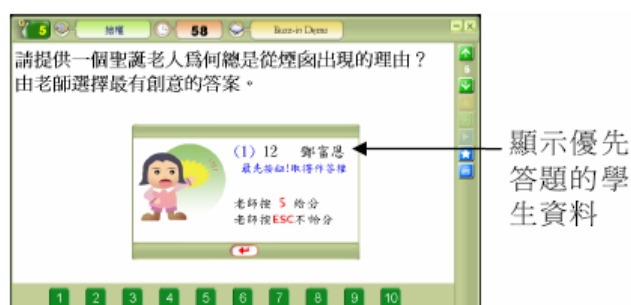 5 搶權 58 Buzz-in Demo
請提供一個聖誕老人爲何總是從煙囪出現的理由？
由老師選擇最有創意的答案。
5
(1) 12 鄭富恩
最先按鈕!取得作答權
老師按 5 給分
老師按ESC不給分
顯示優先
答題的學
生資料
1 2 3 4 5 6 7 8 9 10